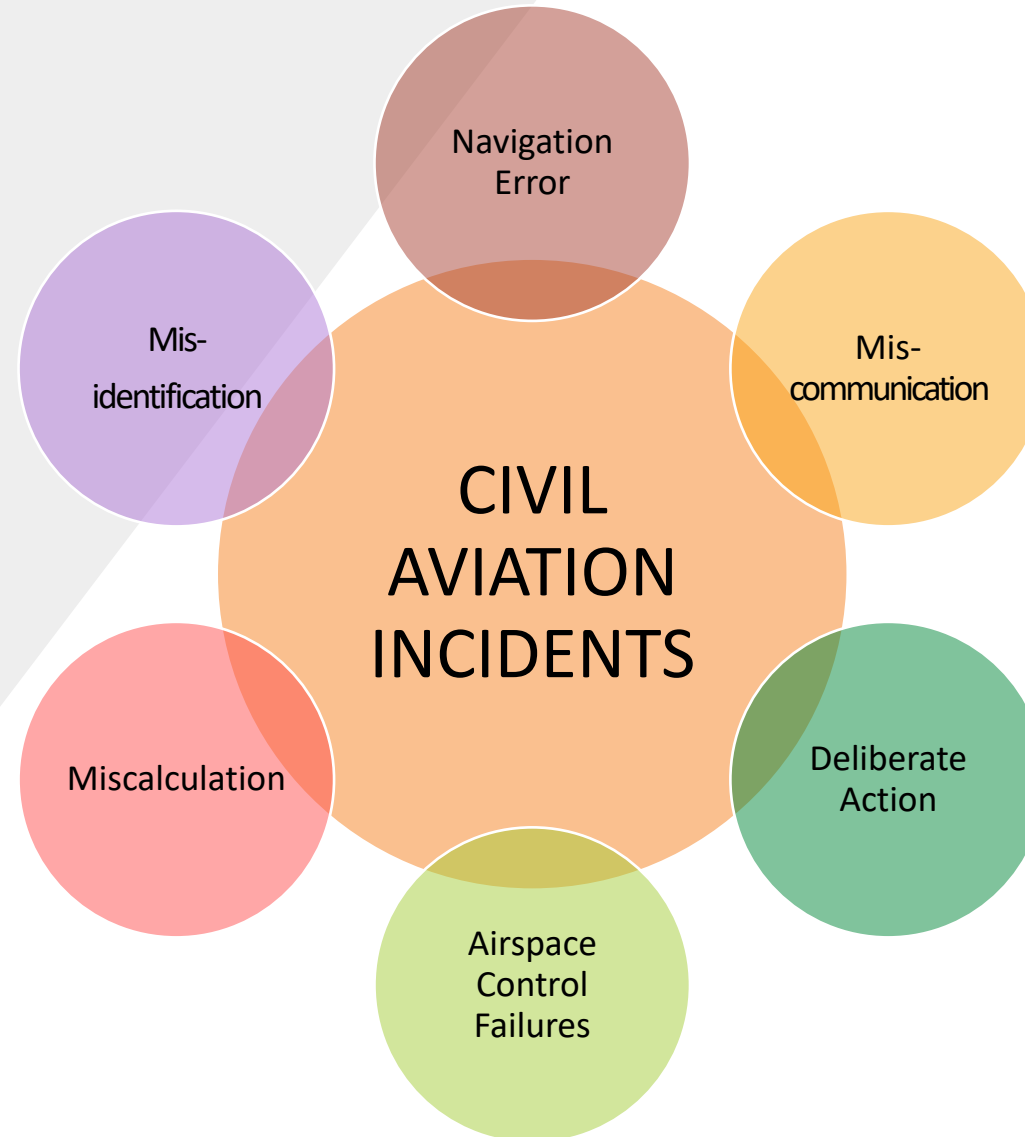 Navigation
Error
Mis-
identification
Mis-
communication
CIVIL
AVIATION
INCIDENTS
Miscalculation
Deliberate
Action
Airspace
Control
Failures